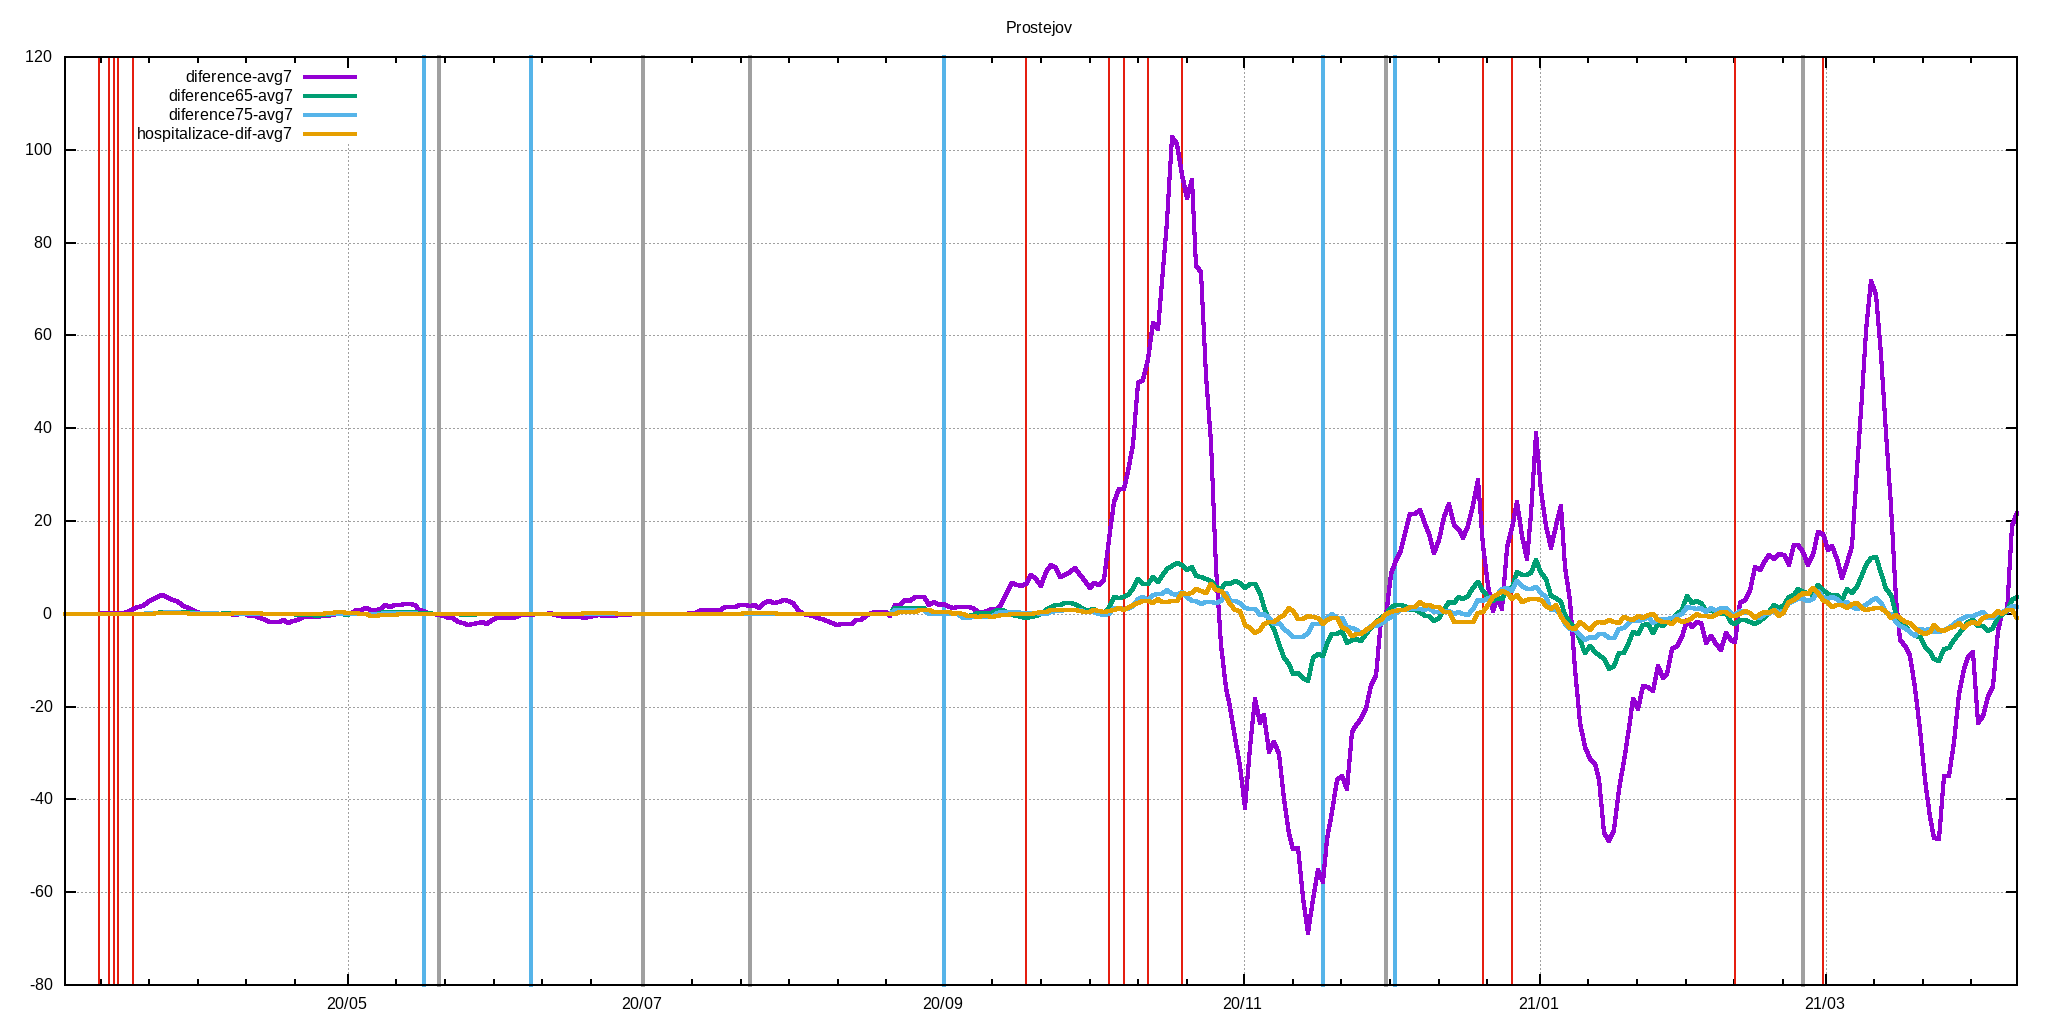 Prostejov
120
diference-avg7
diference65-avg7
diference75-avg7
hospitalizace-dif-avg7
100
80
60
40
20
0
-20
-40
-60
-80
20/05 20/07 20/09 20/11 21/01 21/03